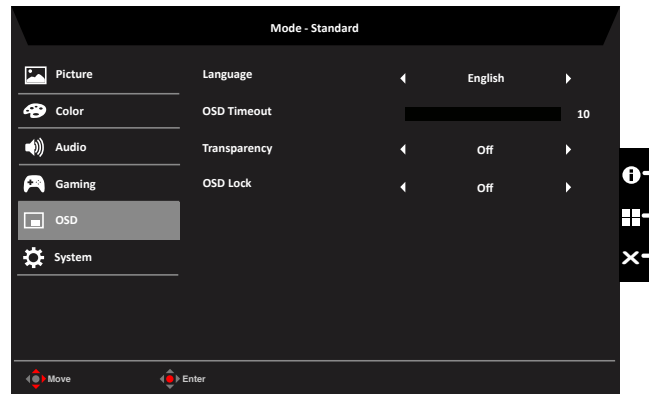 Mode - Standard
Picture
Language English
Color
OSD Timeout 10
Audio
Transparency Off
Gaming
OSD Lock Off
OSD
System
Move Enter